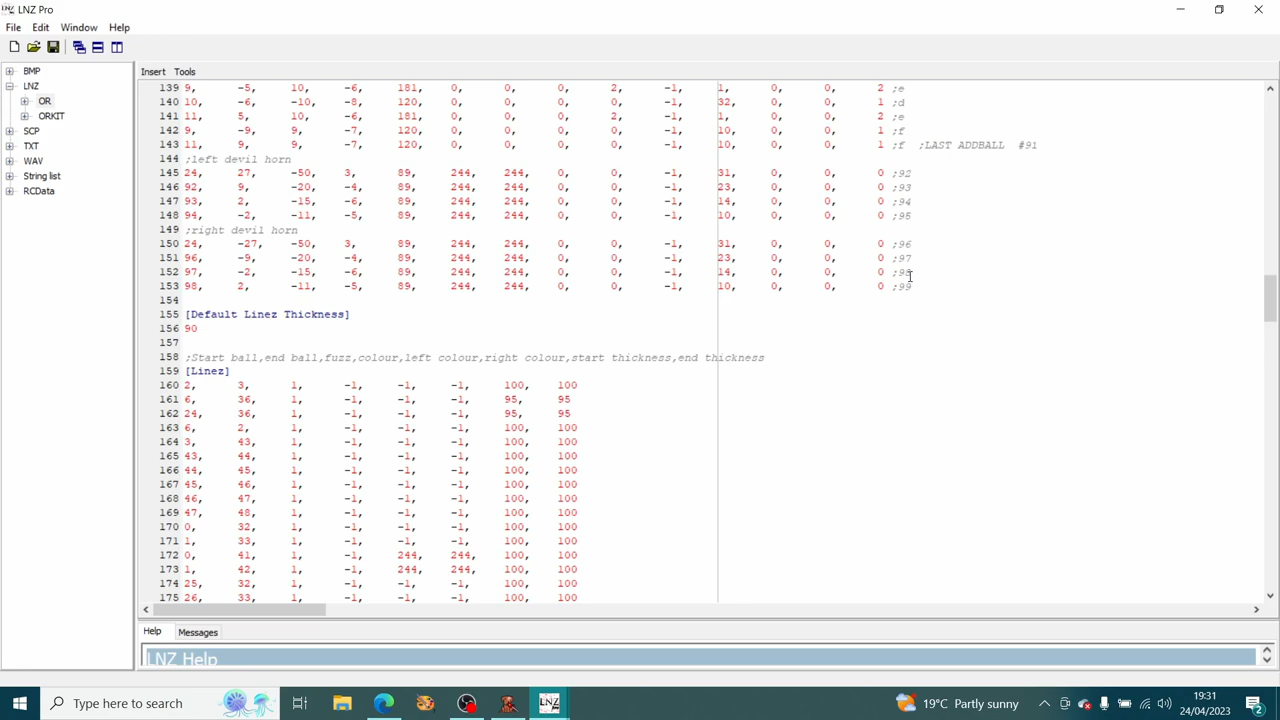 LNZ Pro
File Edit Window Help
BMP
LNZ
OR
ORKIT
SCP
TXT
WAV
String list
RCData
Insert Tools
139 9, -5, 10, -6, 181, 0, 0, 0, 2, -1, 1, 0, 0, 2 ;e
140 10, -6, -10, -8, 120, 0, 0, 0, 0, -1, 32, 0, 0, 1 ;d
141 11, 5, 10, -6, 181, 0, 0, 0, 2, -1, 1, 0, 0, 2 ;e
142 9, -9, 9, -7, 120, 0, 0, 0, 0, -1, 10, 0, 0, 1 ;f
143 11, 9, 9, -7, 120, 0, 0, 0, 0, -1, 10, 0, 0, 1 ;f ;LAST ADDBALL #91
144 ;left devil horn
145 24, 27, -50, 3, 89, 244, 244, 0, 0, -1, 31, 0, 0, 0 ;92
146 92, 9, -20, -4, 89, 244, 244, 0, 0, -1, 23, 0, 0, 0 ;93
147 93, 2, -15, -6, 89, 244, 244, 0, 0, -1, 14, 0, 0, 0 ;94
148 94, -2, -11, -5, 89, 244, 244, 0, 0, -1, 10, 0, 0, 0 ;95
149 ;right devil horn
150 24, -27, -50, 3, 89, 244, 244, 0, 0, -1, 31, 0, 0, 0 ;96
151 96, -9, -20, -4, 89, 244, 244, 0, 0, -1, 23, 0, 0, 0 ;97
152 97, -2, -15, -6, 89, 244, 244, 0, 0, -1, 14, 0, 0, 0 ;98
153 98, 2, -11, -5, 89, 244, 244, 0, 0, -1, 10, 0, 0, 0 ;99
154
155 [Default Linez Thickness]
156 90
157
158 ;Start ball,end ball,fuzz,colour,left colour,right colour,start thickness,end thickness
159 [Linez]
160 2, 3, 1, -1, -1, -1, 100, 100
161 6, 36, 1, -1, -1, -1, 95, 95
162 24, 36, 1, -1, -1, -1, 95, 95
163 6, 2, 1, -1, -1, -1, 100, 100
164 3, 43, 1, -1, -1, -1, 100, 100
165 43, 44, 1, -1, -1, -1, 100, 100
166 44, 45, 1, -1, -1, -1, 100, 100
167 45, 46, 1, -1, -1, -1, 100, 100
168 46, 47, 1, -1, -1, -1, 100, 100
169 47, 48, 1, -1, -1, -1, 100, 100
170 0, 32, 1, -1, -1, -1, 100, 100
171 1, 33, 1, -1, -1, -1, 100, 100
172 0, 41, 1, -1, 244, 244, 100, 100
173 1, 42, 1, -1, 244, 244, 100, 100
174 25, 32, 1, -1, -1, -1, 100, 100
175 26, 33, 1, -1, -1, -1, 100, 100
Help Messages
LNZ Help
Type here to search
19°C Partly sunny
19:31
24/04/2023
2